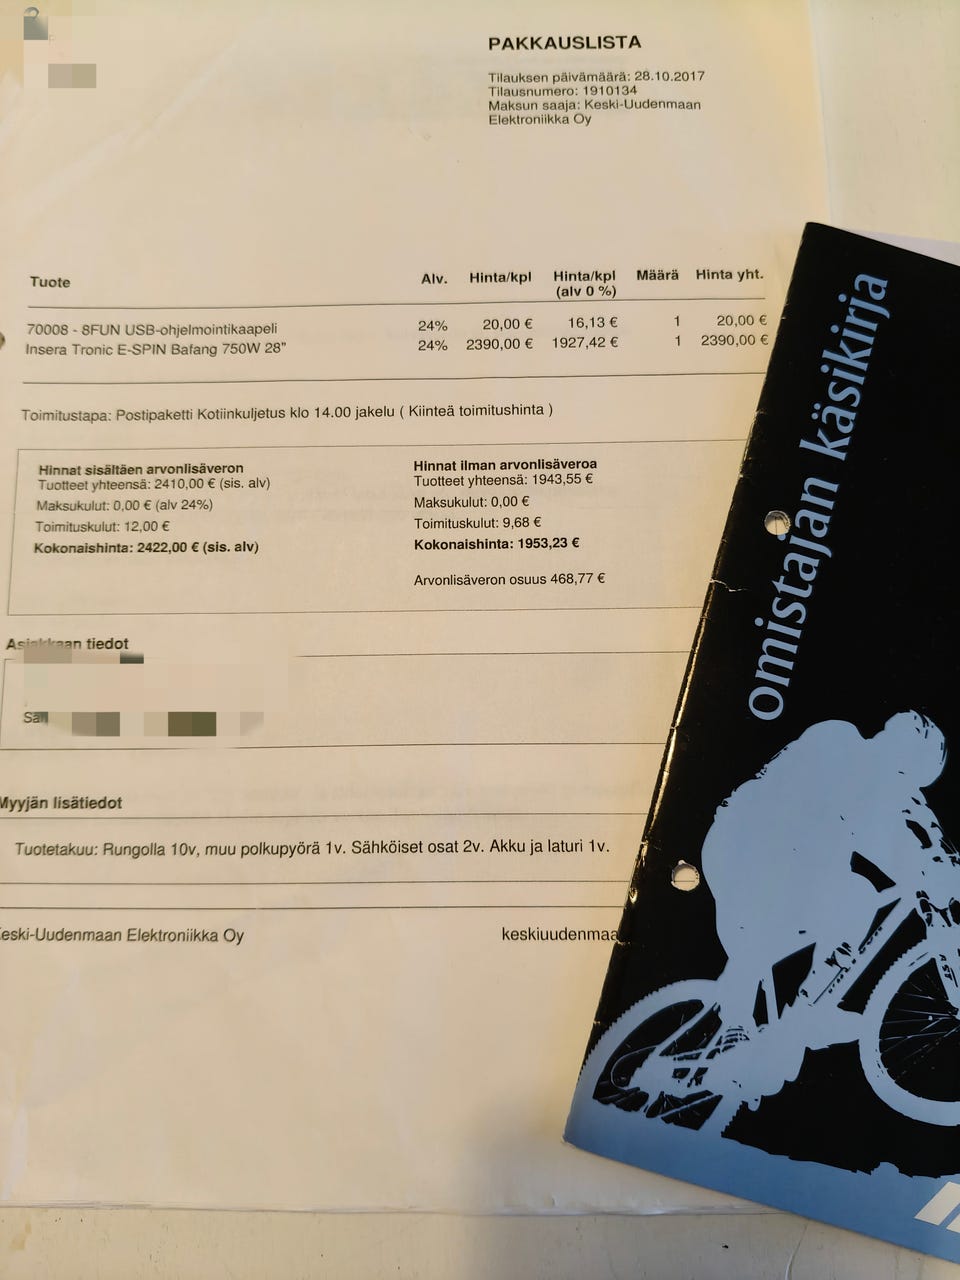 PAKKAUSLISTA
Tilauksen päivämäärä: 28.10.2017
Tilausnumero: 1910134
Maksun saaja: Keski-Uudenmaan
Elektroniikka Oy
Tuote Alv. Hinta/kpl Hinta/kpl (alv 0 %) Määrä Hinta yht.
70008 - 8FUN USB-ohjelmointikaapeli 24% 20,00 € 16,13 € 1 20,00 €
Insera Tronic E-SPIN Bafang 750W 28" 24% 2390,00 € 1927,42 € 1 2390,00 €
Toimitustapa: Postipaketti Kotiinkuljetus klo 14.00 jakelu ( Kiinteä toimitushinta )
Hinnat sisältäen arvonlisäveron
Tuotteet yhteensä: 2410,00 € (sis. alv)
Maksukulut: 0,00 € (alv 24%)
Toimituskulut: 12,00 €
Kokonaishinta: 2422,00 € (sis. alv)
Hinnat ilman arvonlisäveroa
Tuotteet yhteensä: 1943,55 €
Maksukulut: 0,00 €
Toimituskulut: 9,68 €
Kokonaishinta: 1953,23 €
Arvonlisäveron osuus 468,77 €
Asiakkaan tiedot
Myyjän lisätiedot
Tuotetakuu: Rungolla 10v, muu polkupyörä 1v. Sähköiset osat 2v. Akku ja laturi 1v.
eski-Uudenmaan Elektroniikka Oy keskiuudenmaa
omistajan käsikirja
RST